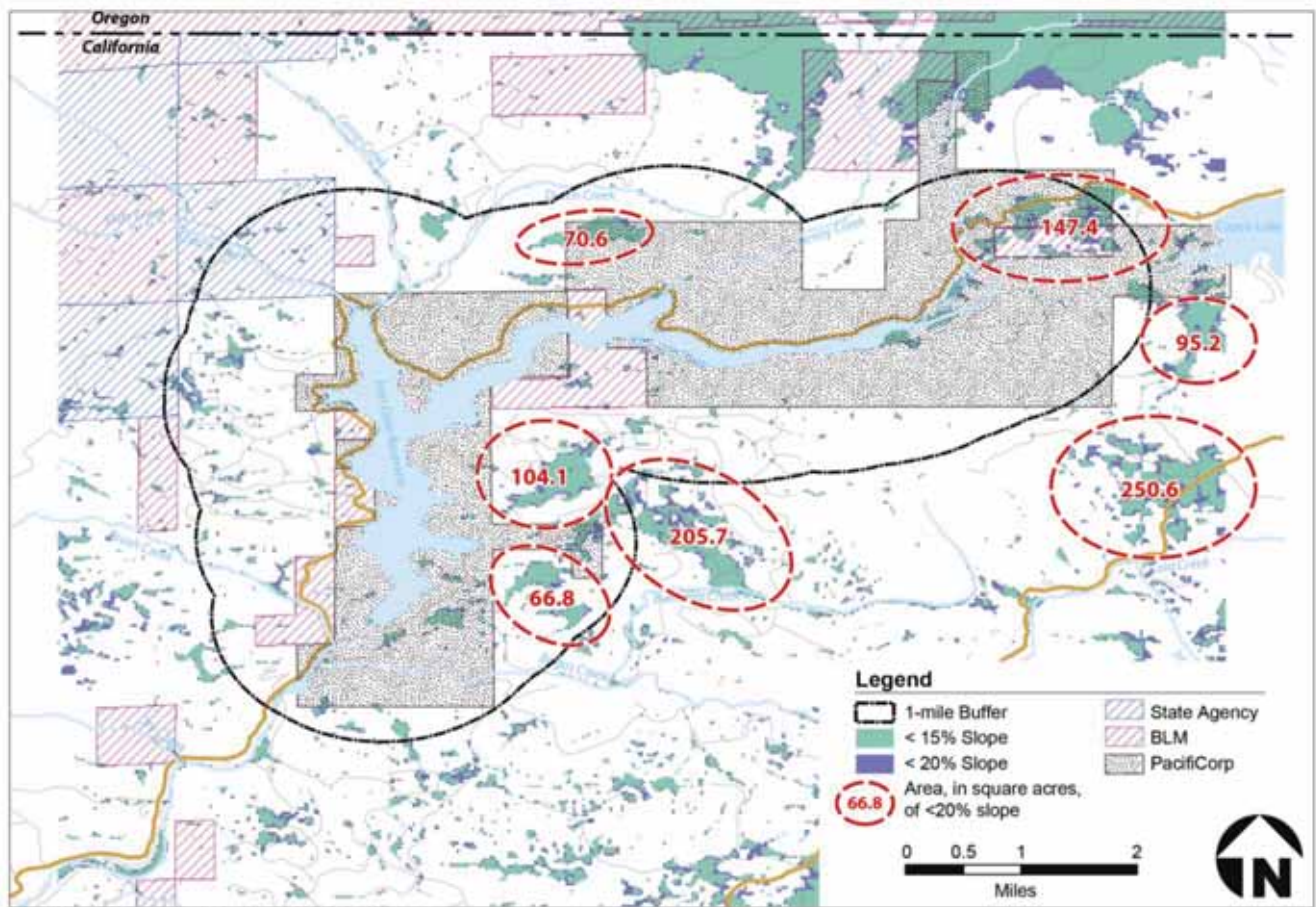 Oregon
California
70.6
147.4
95.2
104.1
250.6
205.7
66.8
Legend
1-mile Buffer
< 15% Slope
< 20% Slope
66.8
Area, in square acres,
of <20% slope
State Agency
BLM
PacifiCorp
0 0.5 1 2
Miles
N